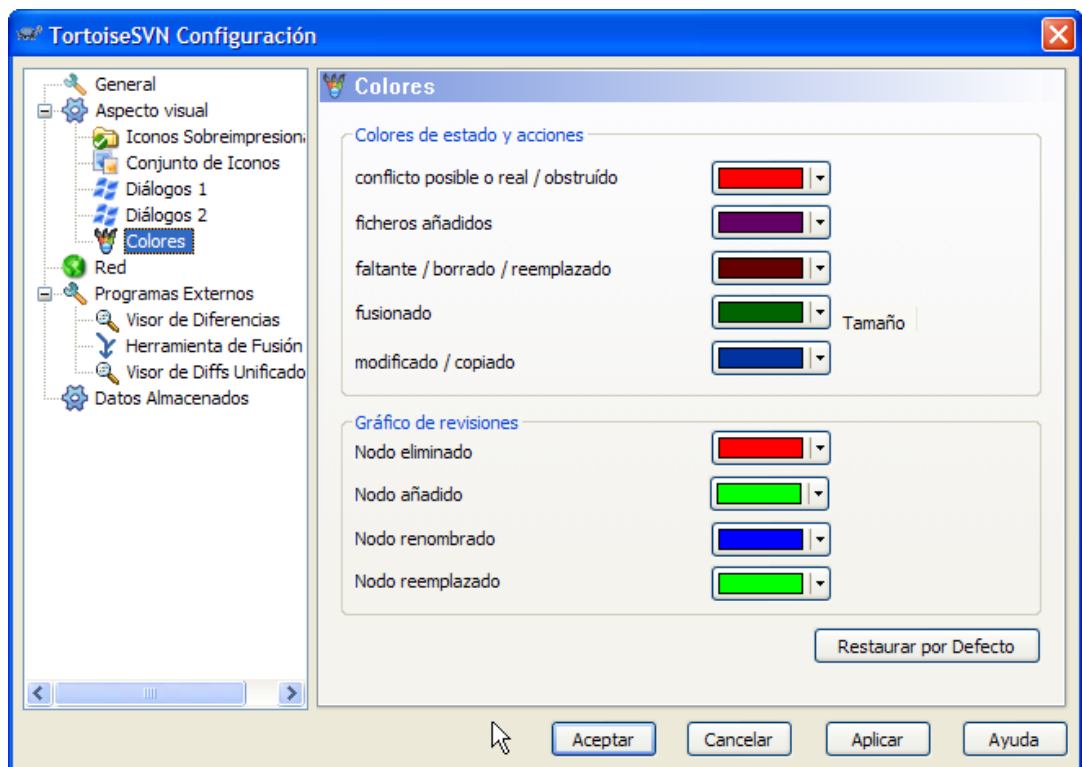 TortoiseSVN Configuración
General
Aspecto visual
Iconos Sobreimpresion
Conjunto de Iconos
Diálogos 1
Diálogos 2
Colores
Red
Programas Externos
Visor de Diferencias
Herramienta de Fusión
Visor de Diffs Unificado
Datos Almacenados
Colores
Colores de estado y acciones
conflicto posible o real / obstruído
ficheros añadidos
faltante / borrado / reemplazado
fusionado
Tamaño
modificado / copiado
Gráfico de revisiones
Nodo eliminado
Nodo añadido
Nodo renombrado
Nodo reemplazado
Restaurar por Defecto
Aceptar
Cancelar
Aplicar
Ayuda